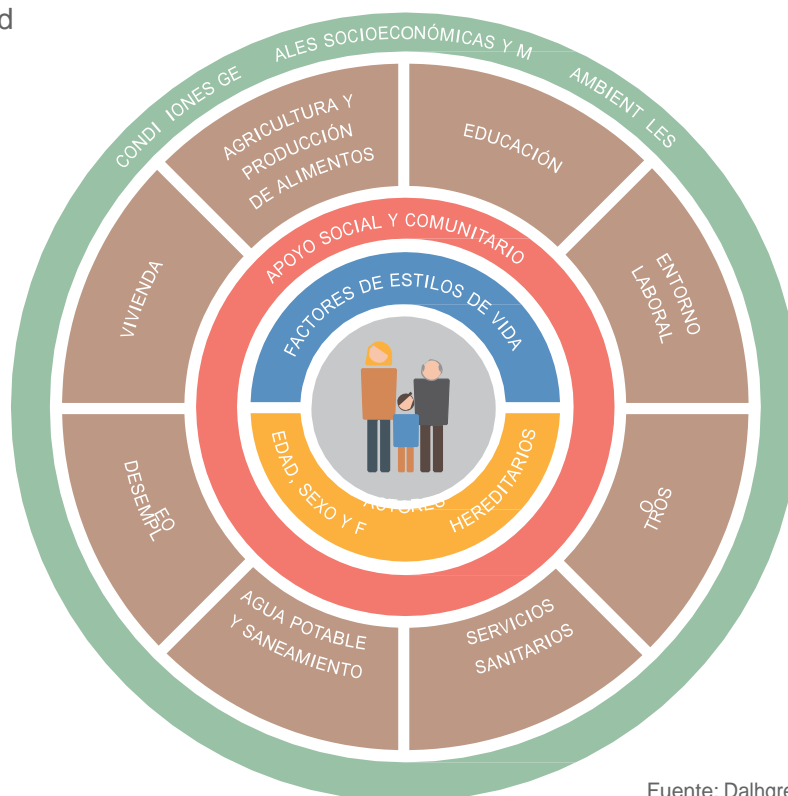 d
CONDI IONES GE ALES SOCIOECONÓMICAS Y M AMBIENT LES
AGRICULTURA Y
PRODUCCIÓN
DE ALIMENTOS
EDUCACIÓN
VIVIENDA
ENTORNO
LABORAL
APOYO SOCIAL Y COMUNITARIO
FACTORES DE ESTILOS DE VIDA
EDAD, SEXO Y F ACTORES HEREDITARIOS
DESEMPL
EO
O
TROS
AGUA POTABLE
Y SANEAMIENTO
SERVICIOS
SANITARIOS
Fuente: Dalhgre